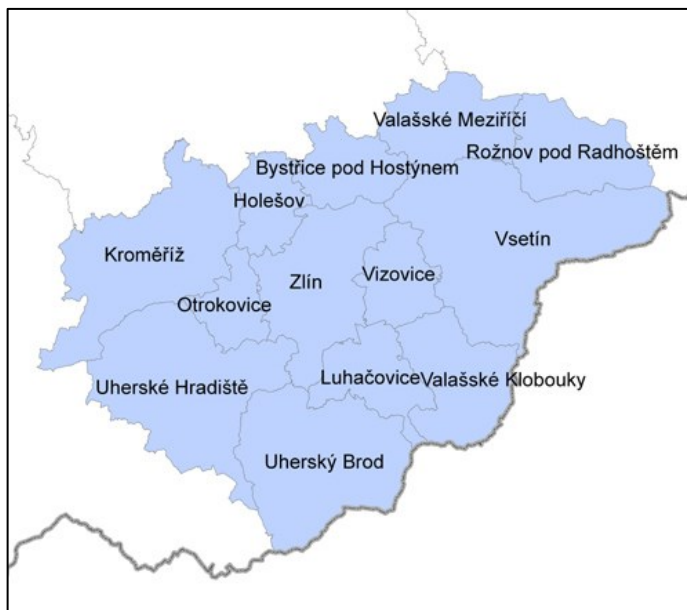 Valašské Meziříčí
Rožnov pod Radhoštěm
Bystřice pod Hostýnem
Holešov
Vsetín
Kroměříž
Zlín
Vizovice
Otrokovice
Luhačovice
Valašské Klobouky
Uherské Hradiště
Uherský Brod